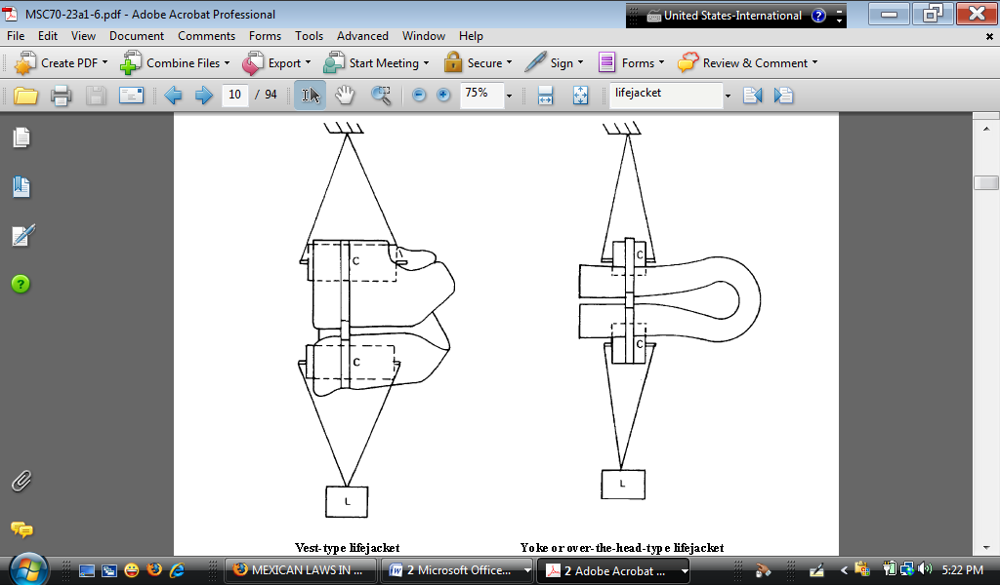 MSC70-23a1-6.pdf - Adobe Acrobat Professional
United States-International
File Edit View Document Comments Forms Tools Advanced Window Help
Create PDF Combine Files Export Start Meeting Secure Sign Forms Review & Comment
10 / 94 75% lifejacket
C
C
C
C
L
L
Vest-type lifejacket
Yoke or over-the-head-type lifejacket
MEXICAN LAWS IN ... 2 Microsoft Office... 2 Adobe Acrobat ... 5:22 PM